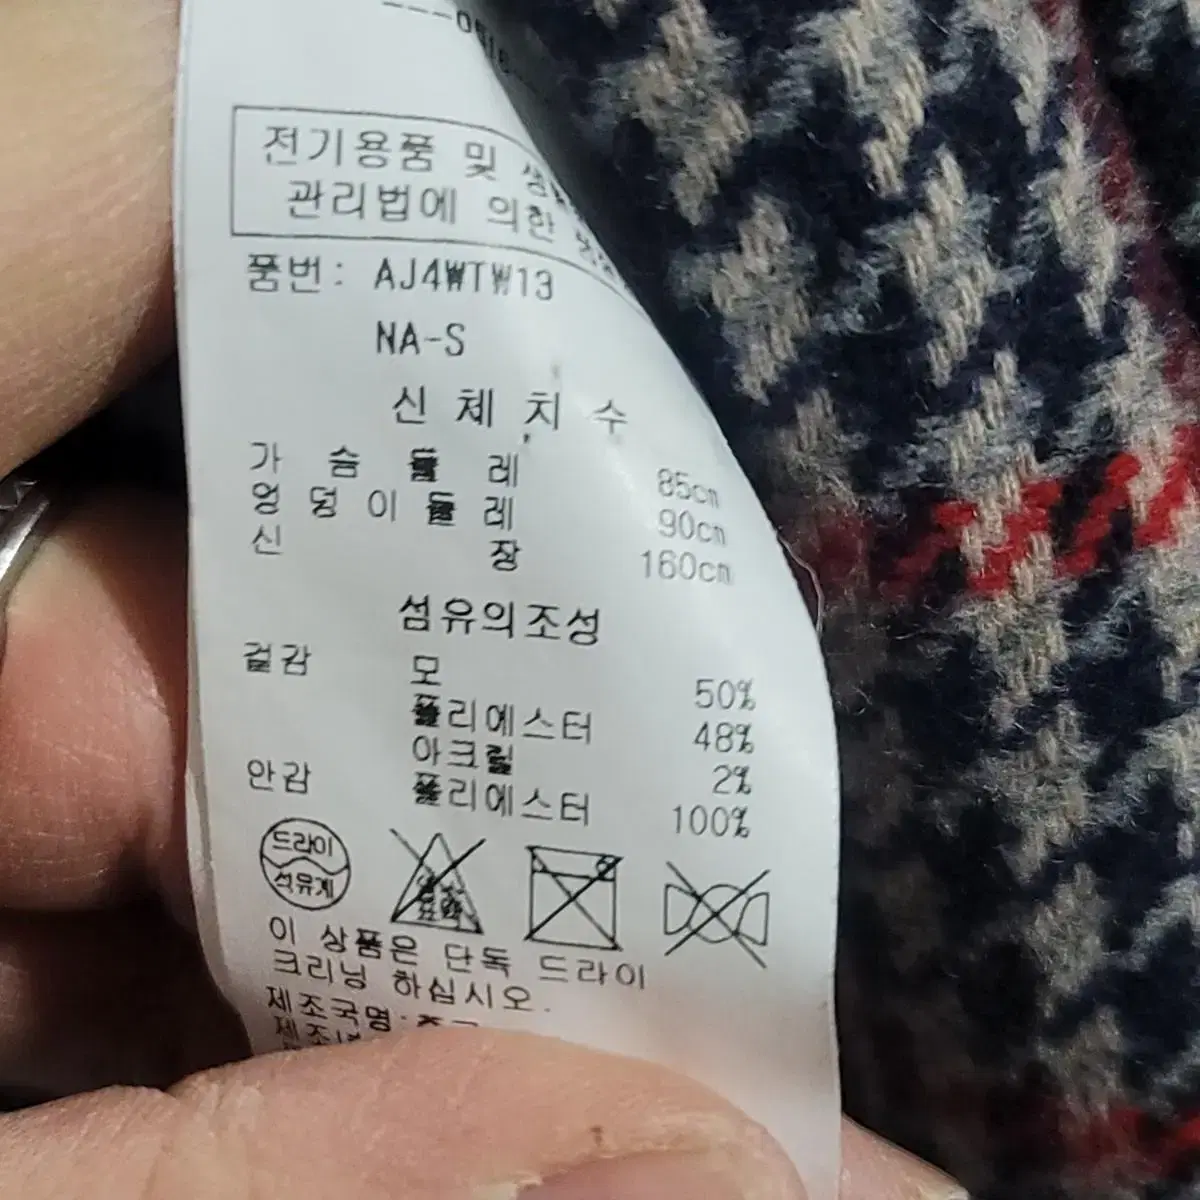 전기용품 및
관리법에 의한
품번: AJ4WTW13
NA-S
신체치수
가슴둘레 85cm
엉덩이둘레 90cm
신장 160cm
섬유의조성
겉감 모 50%
폴리에스터 48%
아크릴 2%
안감 폴리에스터 100%
드라이
석유계
이 상품은 단독 드라이
크리닝 하십시오.
제조국명: